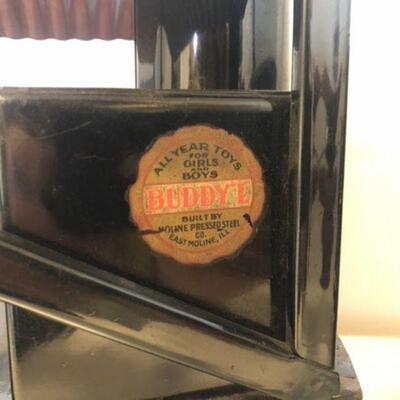 ALL YEAR TOYS
FOR
GIRLS
AND
BOYS
BUDDY L
BUILT BY
MOLINE PRESSED STEEL
CO.
EAST MOLINE, ILL.